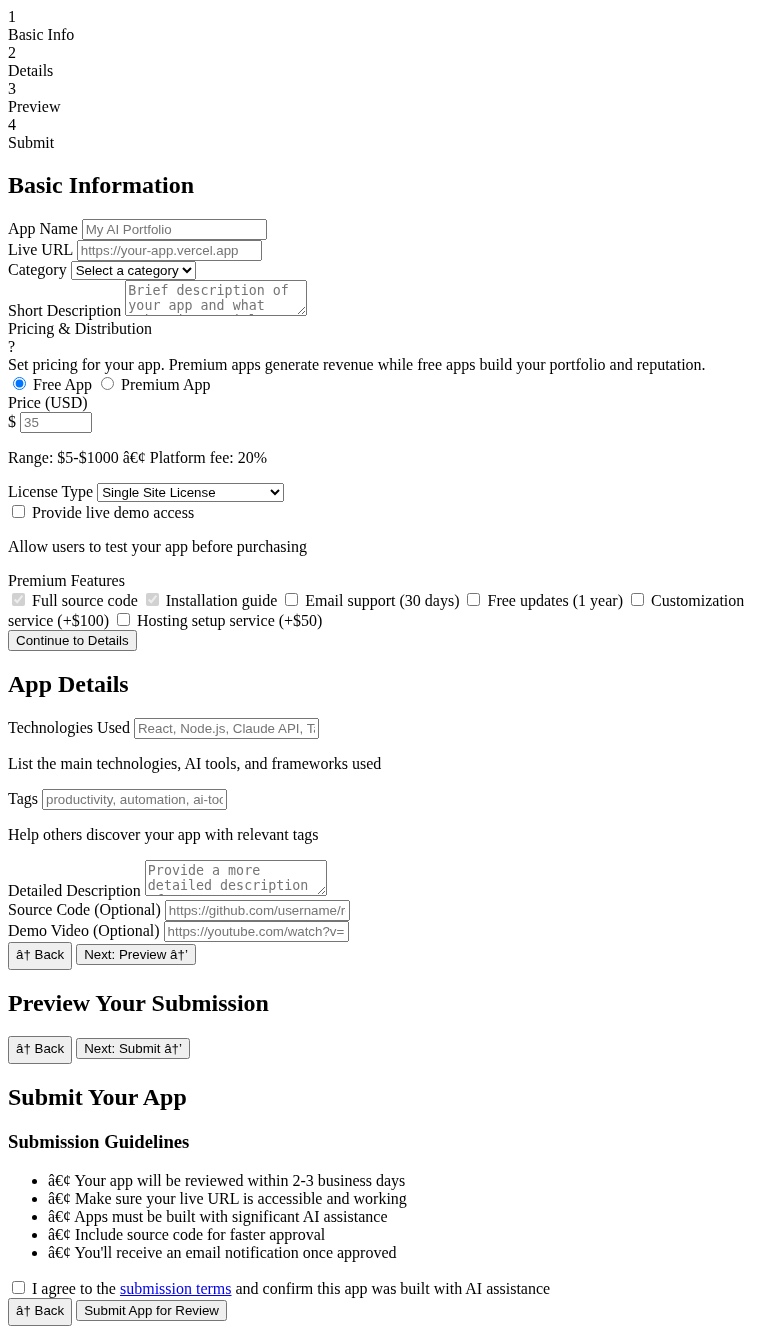 1
Basic Info
2
Details
3
Preview
4
Submit
Basic Information
App Name My AI Portfolio
Live URL https://your-app.vercel.app
Category Select a category
Brief description of
your app and what
Short Description
Pricing & Distribution
?
Set pricing for your app. Premium apps generate revenue while free apps build your portfolio and reputation.
Free App Premium App
Price (USD)
$ 35
Range: $5-$1000 â€¢ Platform fee: 20%
License Type Single Site License
Provide live demo access
Allow users to test your app before purchasing
Premium Features
Full source code Installation guide Email support (30 days) Free updates (1 year) Customization
service (+$100) Hosting setup service (+$50)
Continue to Details
App Details
Technologies Used React, Node.js, Claude API, Ta
List the main technologies, AI tools, and frameworks used
Tags productivity, automation, ai-too
Help others discover your app with relevant tags
Provide a more
detailed description
Detailed Description
Source Code (Optional) https://github.com/username/r
Demo Video (Optional) https://youtube.com/watch?v=
â† Back Next: Preview â†’
Preview Your Submission
â† Back Next: Submit â†’
Submit Your App
Submission Guidelines
• â€¢ Your app will be reviewed within 2-3 business days
• â€¢ Make sure your live URL is accessible and working
• â€¢ Apps must be built with significant AI assistance
• â€¢ Include source code for faster approval
• â€¢ You'll receive an email notification once approved
I agree to the submission terms and confirm this app was built with AI assistance
â† Back Submit App for Review